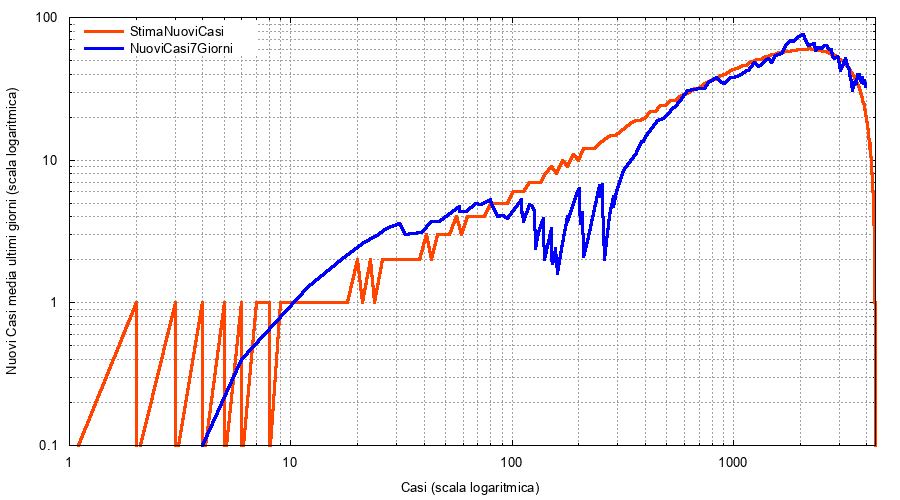 StimaNuoviCasi
NuoviCasi7Giorni
Nuovi Casi media ultimi giorni (scala logaritmica)
100
10
1
0.1
1
10
100
1000
Casi (scala logaritmica)